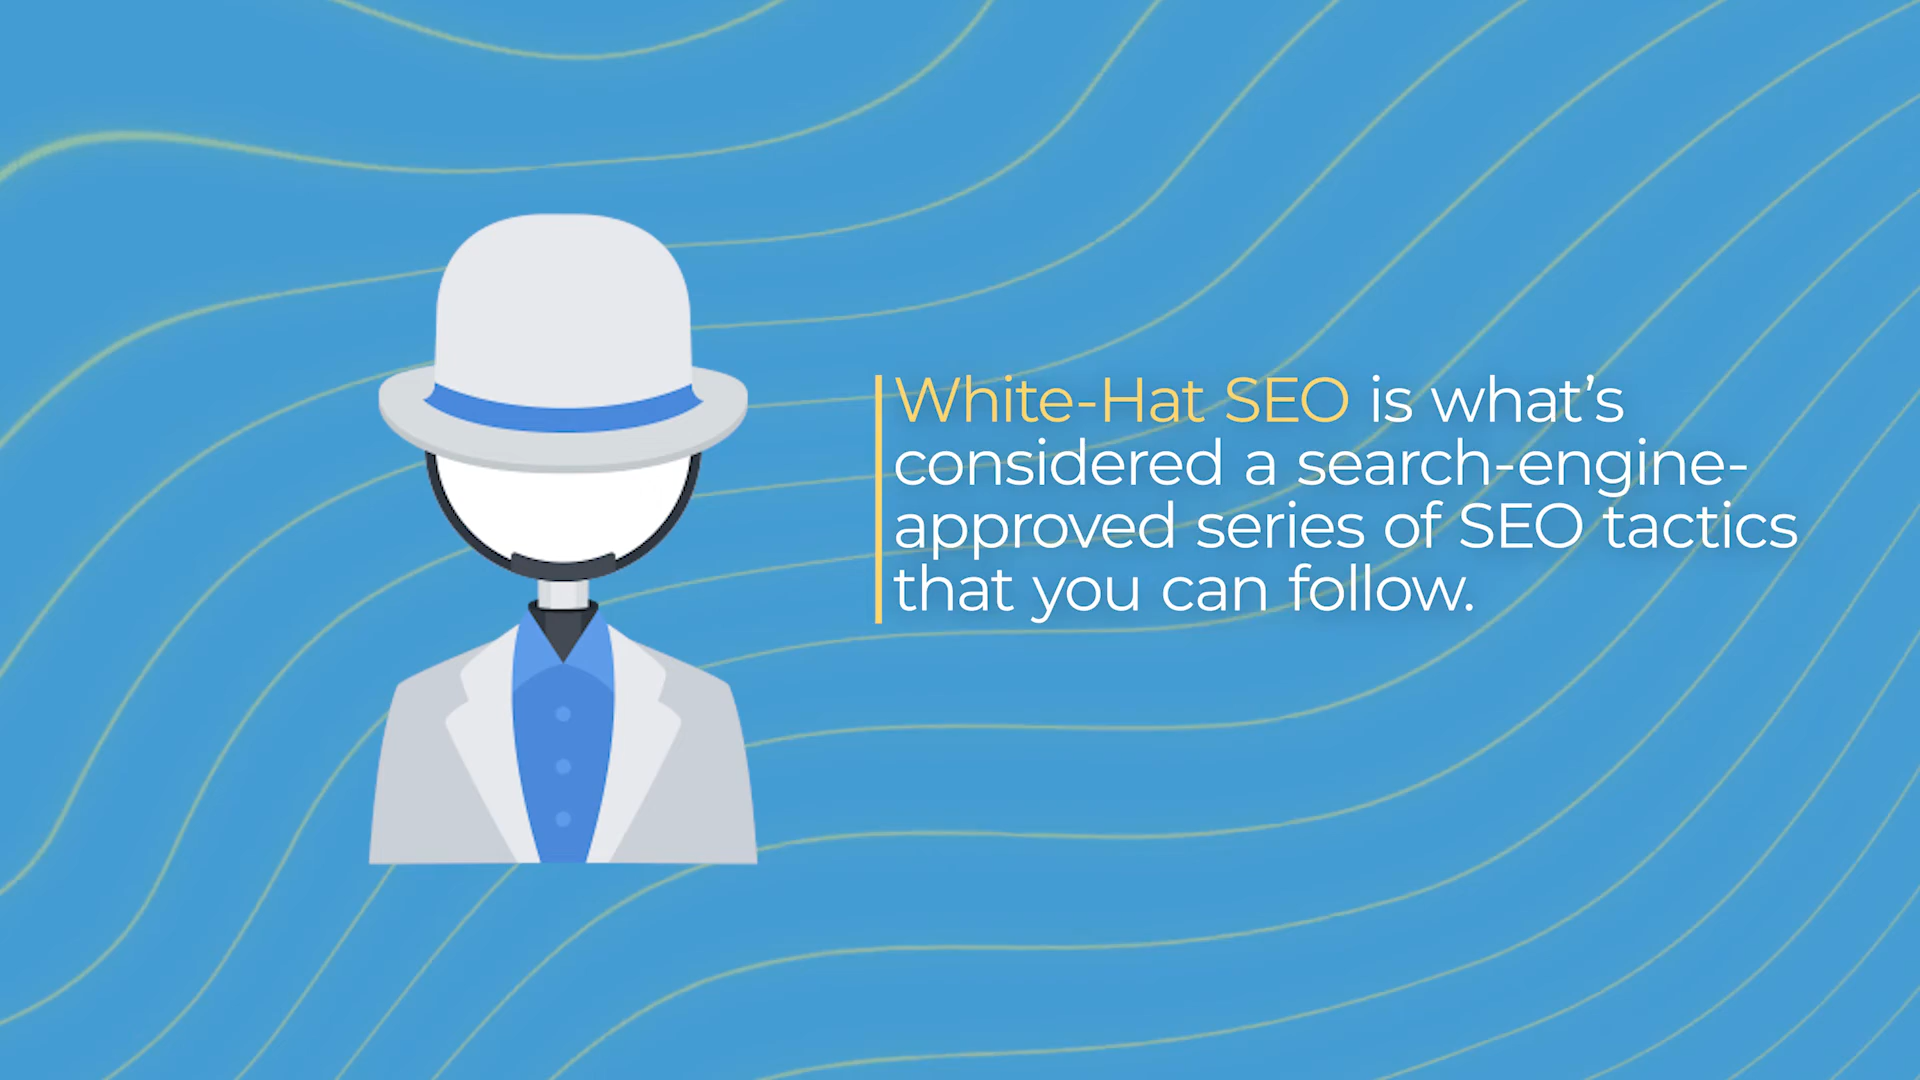 White-Hat SEO is what’s
considered a search-engine-
approved series of SEO tactics
that you can follow.